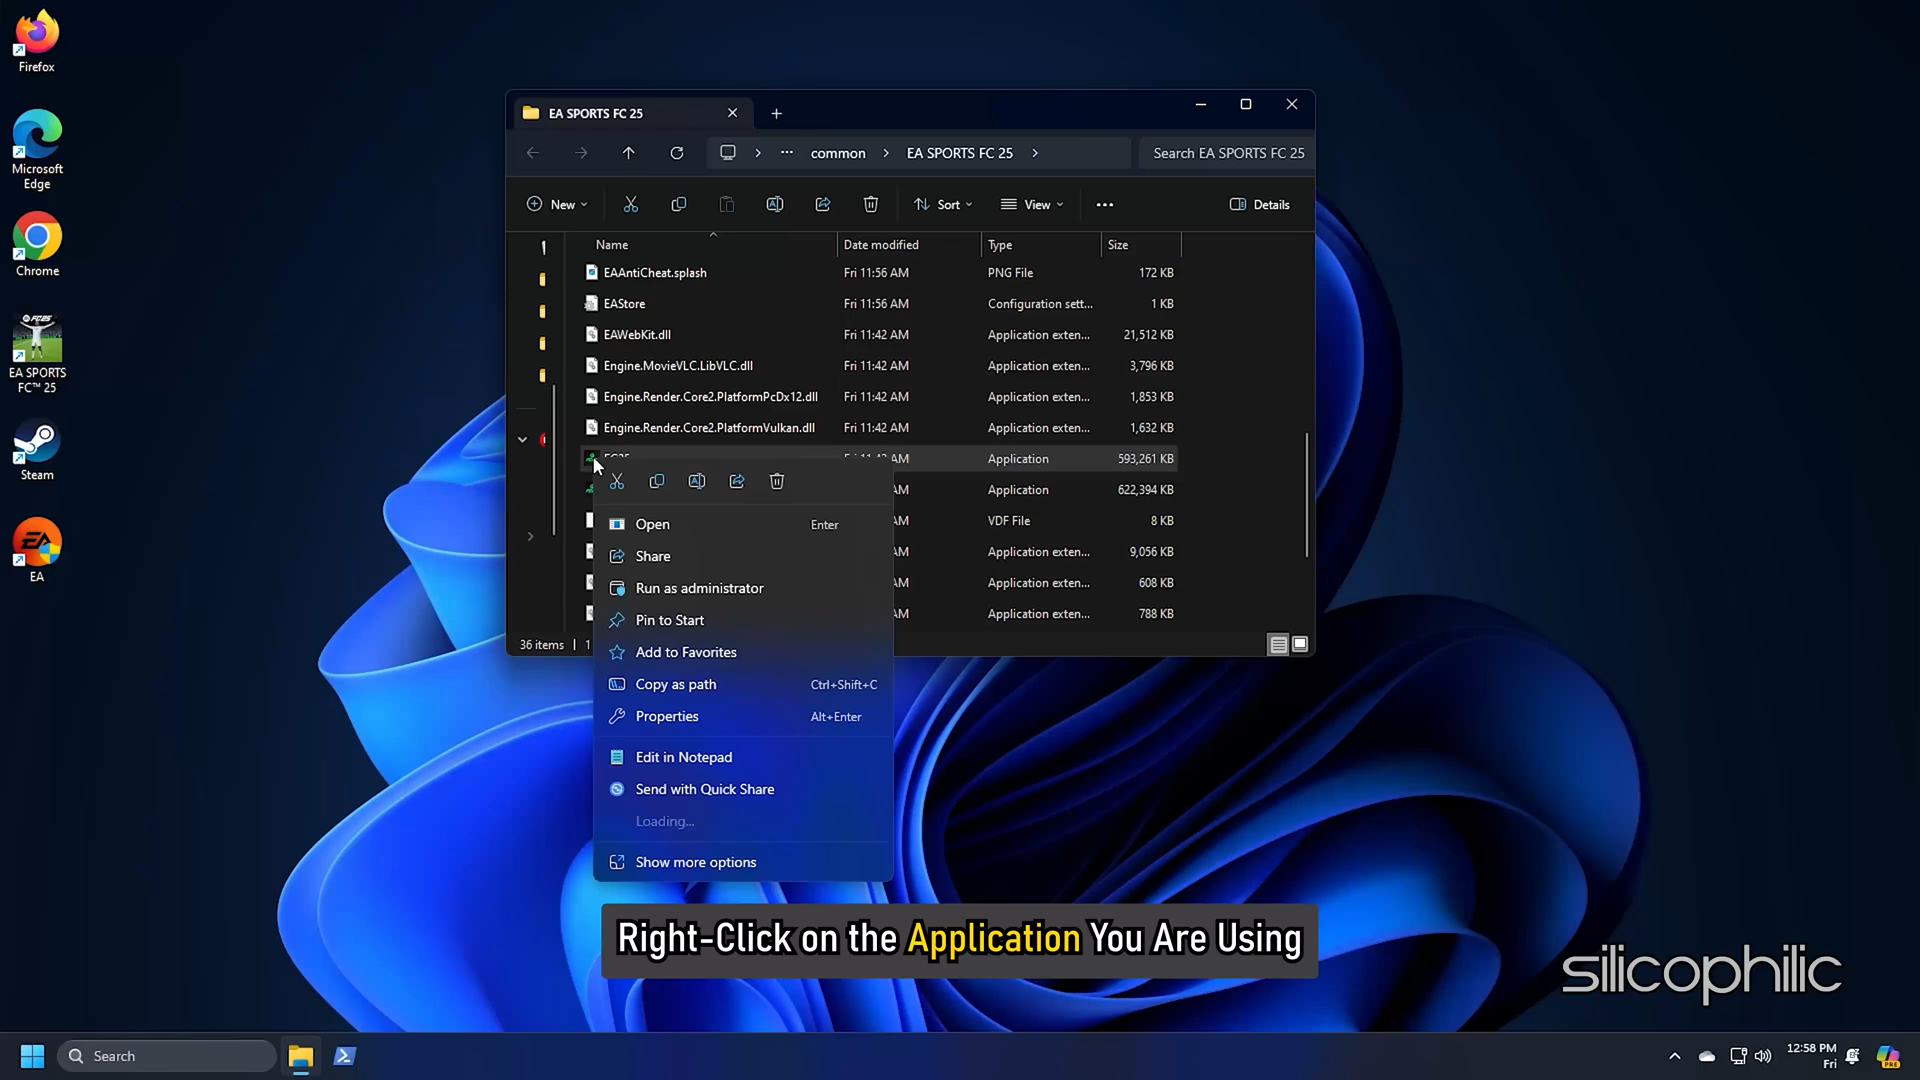 Firefox
Microsoft
Edge
Chrome
FC25
EA SPORTS
FC™ 25
Steam
EA
EA SPORTS FC 25
common
EA SPORTS FC 25
Search EA SPORTS FC 25
New
Sort
View
Details
Name Date modified Type Size
EAAntiCheat.splash Fri 11:56 AM PNG File 172 KB
EAStore Fri 11:56 AM Configuration sett... 1 KB
EAWebKit.dll Fri 11:42 AM Application exten... 21,512 KB
Engine.MovieVLC.LibVLC.dll Fri 11:42 AM Application exten... 3,796 KB
Engine.Render.Core2.PlatformPcDx12.dll Fri 11:42 AM Application exten... 1,853 KB
Engine.Render.Core2.PlatformVulkan.dll Fri 11:42 AM Application exten... 1,632 KB
FC25 Fri 11:42 AM Application 593,261 KB
AM Application 622,394 KB
AM VDF File 8 KB
AM Application exten... 9,056 KB
AM Application exten... 608 KB
AM Application exten... 788 KB
36 items 1
Open Enter
Share
Run as administrator
Pin to Start
Add to Favorites
Copy as path Ctrl+Shift+C
Properties Alt+Enter
Edit in Notepad
Send with Quick Share
Loading...
Show more options
Right-Click on the Application You Are Using
silicophilic
Search
12:58 PM
Fri
PRE